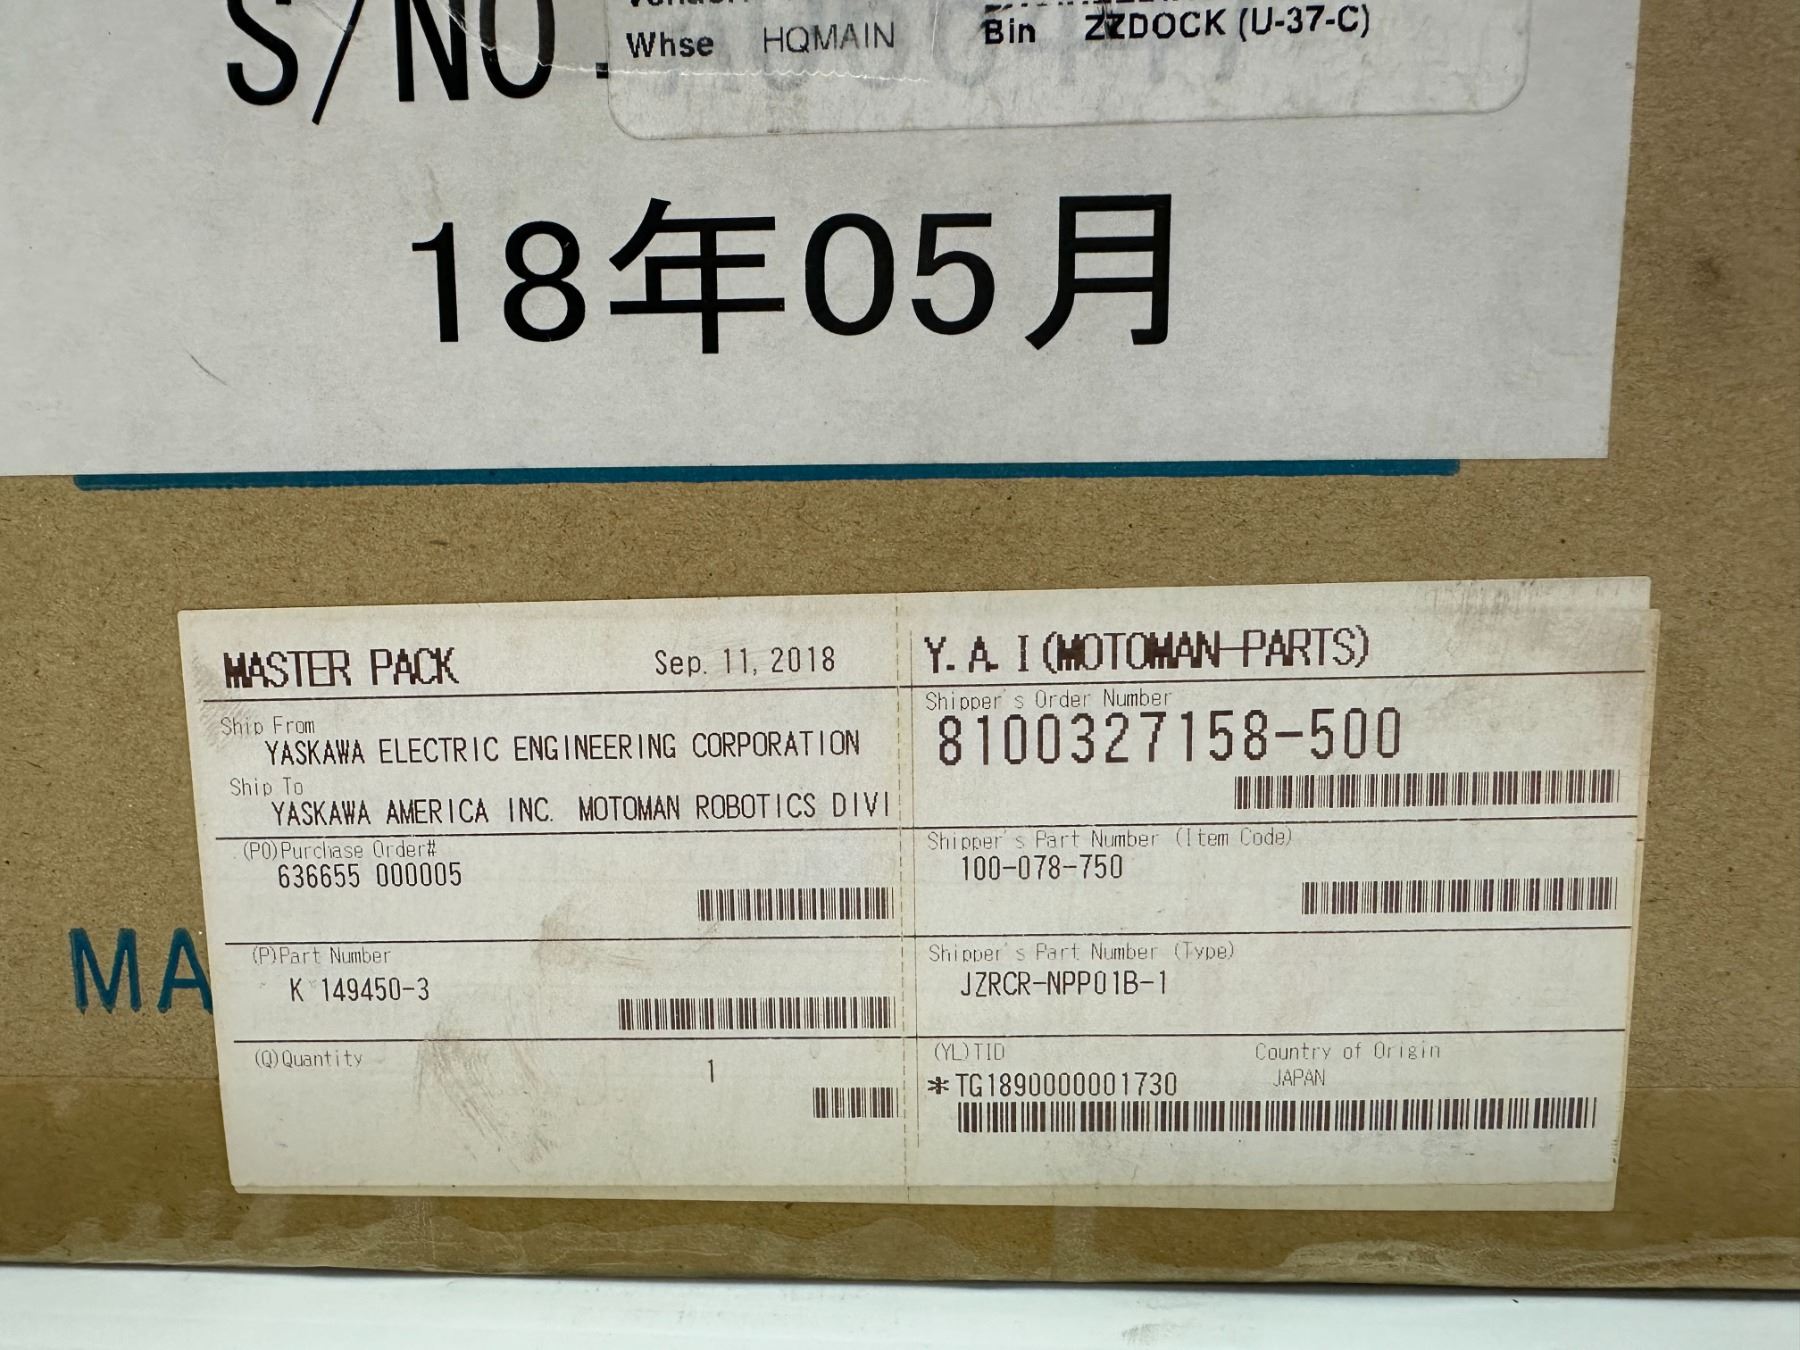 S/NO
Whse HQMAIN Bin ZZDOCK (U-37-C)
18年05月
MASTER PACK Sep. 11, 2018
Ship From
YASKAWA ELECTRIC ENGINEERING CORPORATION
Ship To
YASKAWA AMERICA INC. MOTOMAN ROBOTICS DIVI
(PO)Purchase Order#
636655 000005
(P)Part Number
K 149450-3
(Q)Quantity
1
Y. A. I (MOTOMAN-PARTS)
Shipper's Order Number
8100327158-500
Shipper's Part Number (Item Code)
100-078-750
Shipper's Part Number (Type)
JZRCR-NPP01B-1
(YL)TID Country of Origin
*TG1890000001730 JAPAN
MA